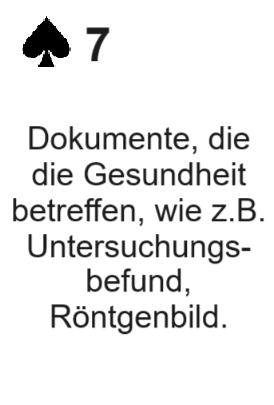 ♠ 7
Dokumente, die
die Gesundheit
betreffen, wie z.B.
Untersuchungs-
befund,
Röntgenbild.